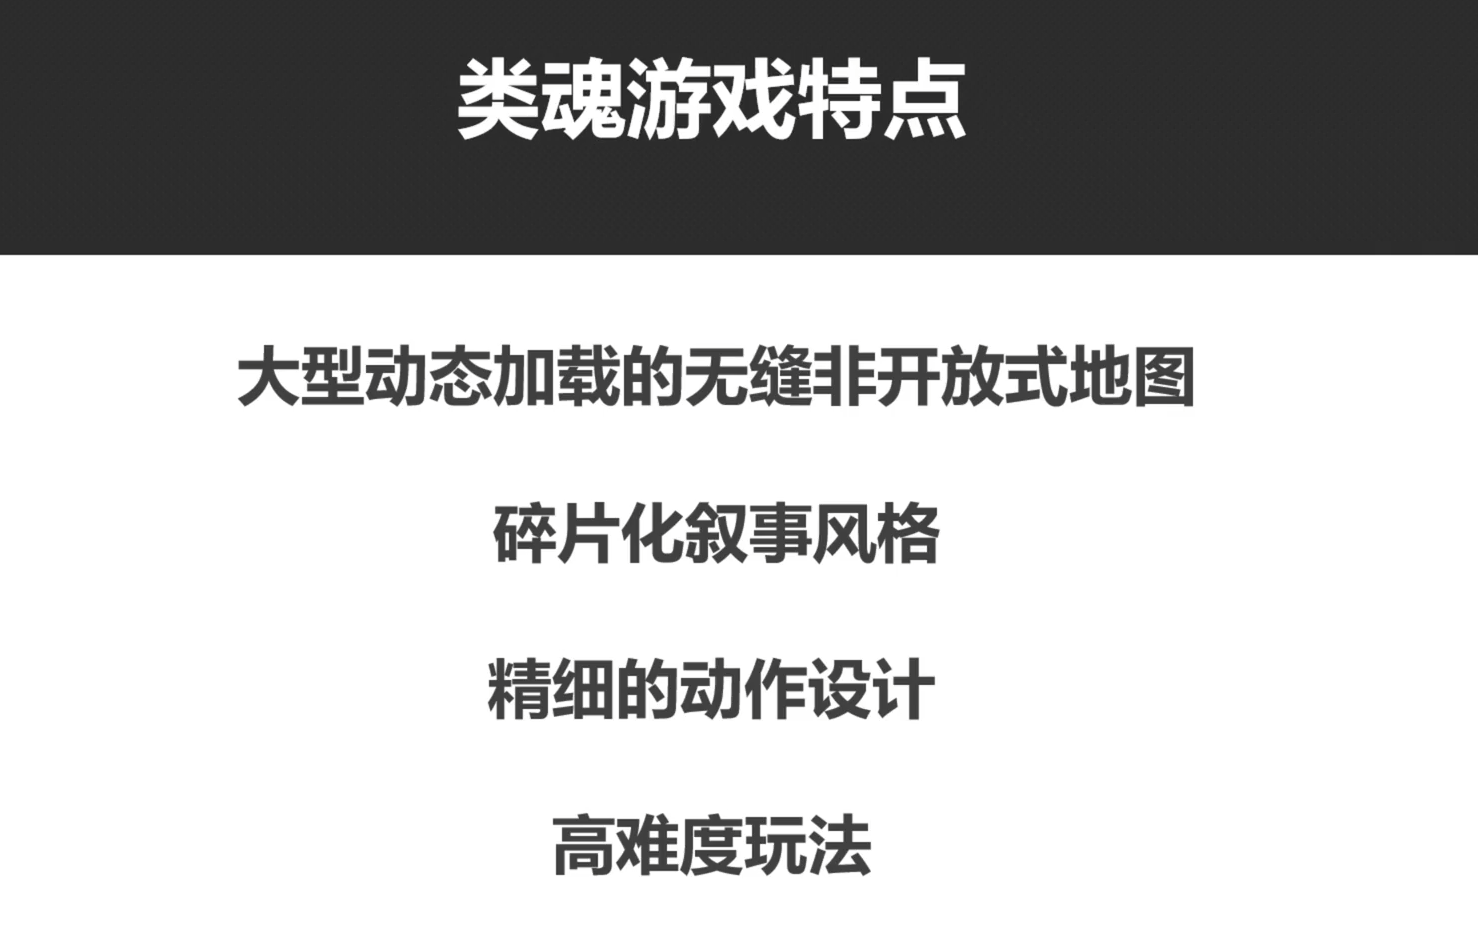 类魂游戏特点
大型动态加载的无缝非开放式地图
碎片化叙事风格
精细的动作设计
高难度玩法